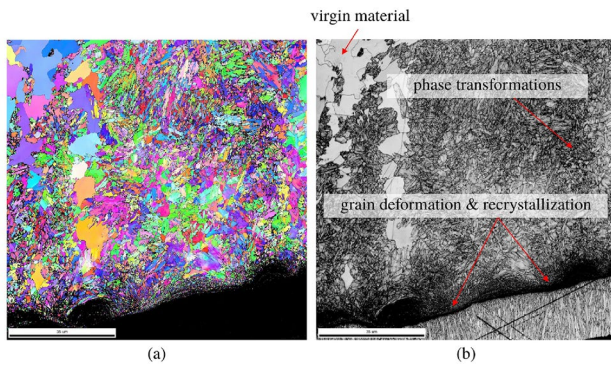 virgin material
phase transformations
grain deformation & recrystallization
(a)
(b)